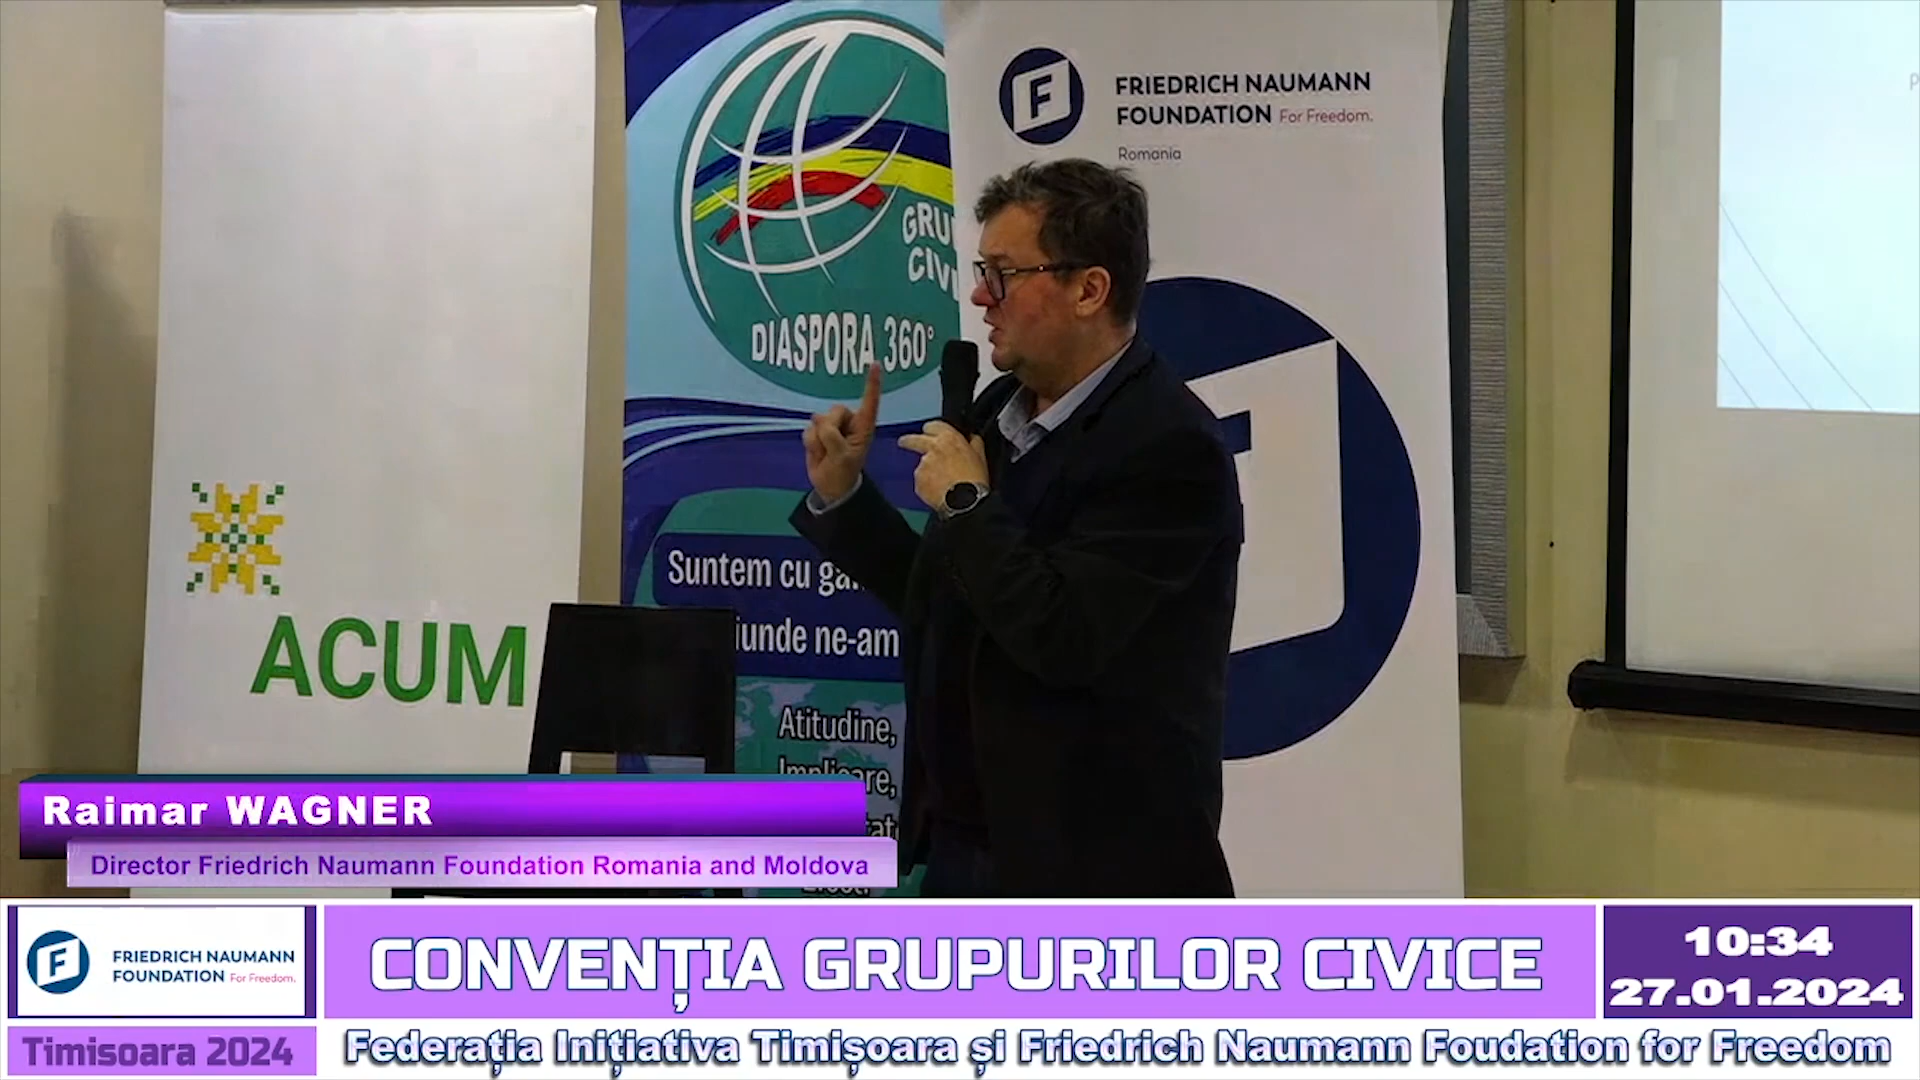 FRIEDRICH NAUMANN
FOUNDATION For Freedom.
Romania
DIASPORA 360°
Suntem cu
ne-am
Atitudine,
Implicare,
ACUM
Raimar WAGNER
Director Friedrich Naumann Foundation Romania and Moldova
FRIEDRICH NAUMANN
FOUNDATION For Freedom.
CONVENȚIA GRUPURILOR CIVICE
10:34
27.01.2024
Timisoara 2024
Federația Inițiativa Timișoara și Friedrich Naumann Foudation for Freedom